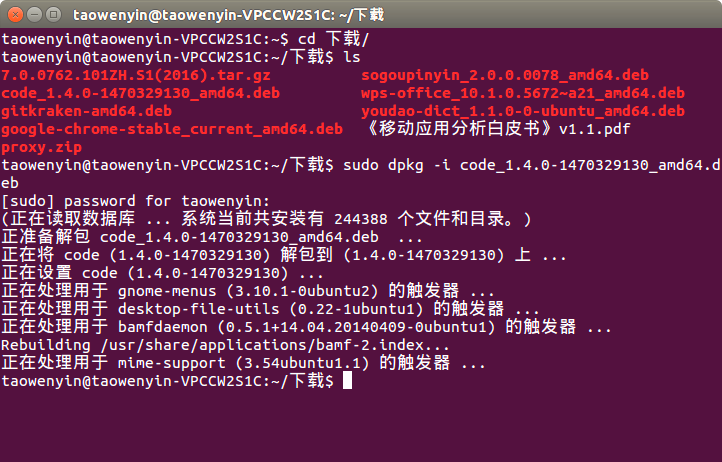 taowenyin@taowenyin-VPCCW2S1C: ~/下载
taowenyin@taowenyin-VPCCW2S1C:~$ cd 下载/
taowenyin@taowenyin-VPCCW2S1C:~/下载$ ls
7.0.0762.101ZH.S1(2016).tar.gz sogoupinyin_2.0.0.0078_amd64.deb
code_1.4.0-1470329130_amd64.deb wps-office_10.1.0.5672~a21_amd64.deb
gitkraken-amd64.deb youdao-dict_1.1.0-0-ubuntu_amd64.deb
google-chrome-stable_current_amd64.deb 《移动应用分析白皮书》v1.1.pdf
proxy.zip
taowenyin@taowenyin-VPCCW2S1C:~/下载$ sudo dpkg -i code_1.4.0-1470329130_amd64.d
eb
[sudo] password for taowenyin:
(正在读取数据库 ... 系统当前共安装有 244388 个文件和目录。)
正准备解包 code_1.4.0-1470329130_amd64.deb ...
正在将 code (1.4.0-1470329130) 解包到 (1.4.0-1470329130) 上 ...
正在设置 code (1.4.0-1470329130) ...
正在处理用于 gnome-menus (3.10.1-0ubuntu2) 的触发器 ...
正在处理用于 desktop-file-utils (0.22-1ubuntu1) 的触发器 ...
正在处理用于 bamfdaemon (0.5.1+14.04.20140409-0ubuntu1) 的触发器 ...
Rebuilding /usr/share/applications/bamf-2.index...
正在处理用于 mime-support (3.54ubuntu1.1) 的触发器 ...
taowenyin@taowenyin-VPCCW2S1C:~/下载$